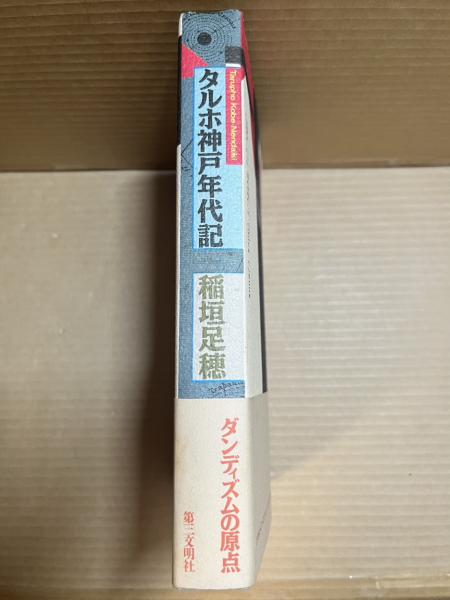 タルホ神戸年代記
Tarupho Kobe Nendaiki
稲垣足穂
ダンディズムの原点
第三文明社